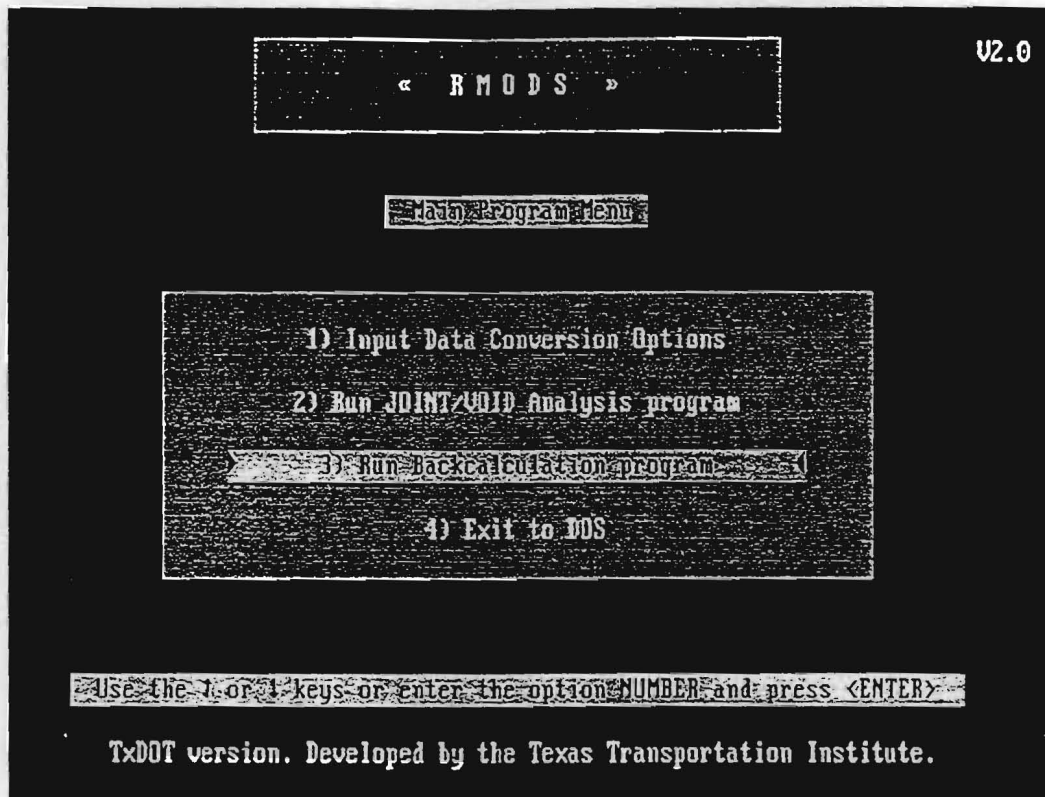 V2.0
« R M O D S »
Main Program Menu
1) Input Data Conversion Options
2) Run JOINT/VOID Analysis program
3) Run Backcalculation program
4) Exit to DOS
Use the ↑ or ↓ keys or enter the option NUMBER and press <ENTER>
TxDOT version. Developed by the Texas Transportation Institute.